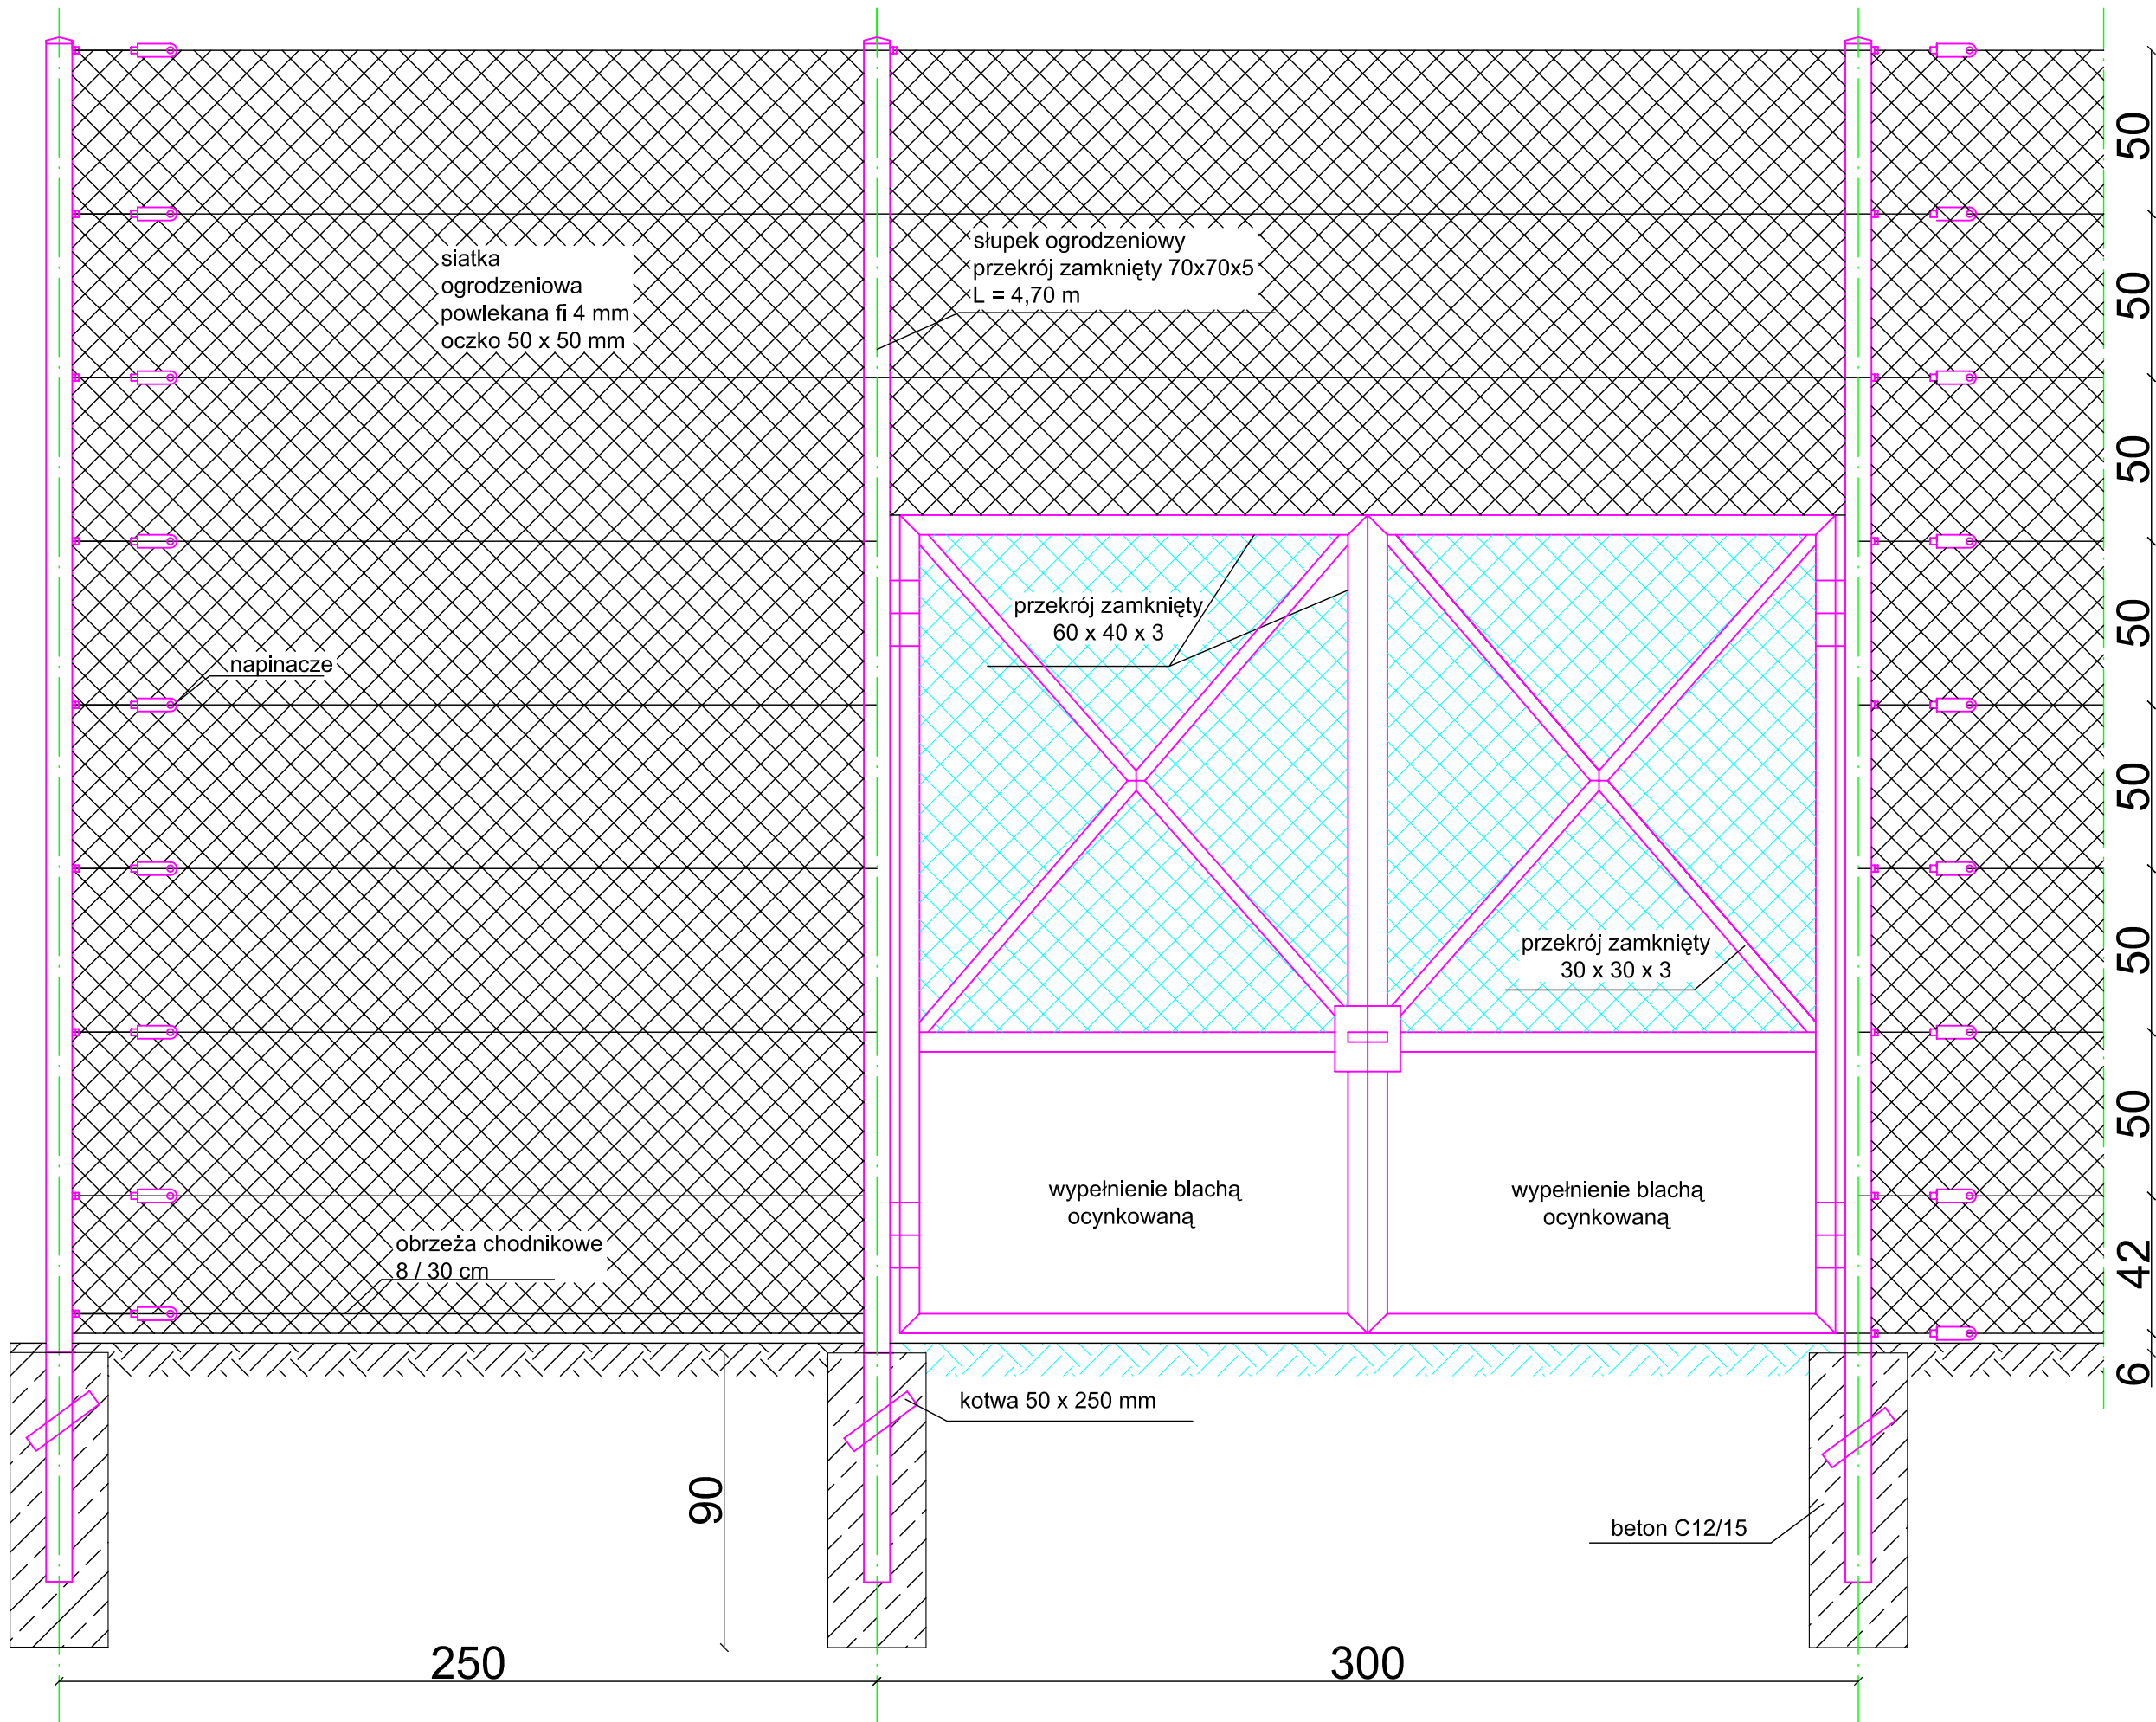 siatka
ogrodzeniowa
powlekana fi 4 mm
oczko 50 x 50 mm
słupek ogrodzeniowy
przekrój zamknięty 70x70x5
L = 4,70 m
przekrój zamknięty
60 x 40 x 3
napinacze
przekrój zamknięty
30 x 30 x 3
wypełnienie blachą
ocynkowaną
wypełnienie blachą
ocynkowaną
obrzeża chodnikowe
8 / 30 cm
kotwa 50 x 250 mm
beton C12/15
90
250
300
50
50
50
50
50
50
50
42
6